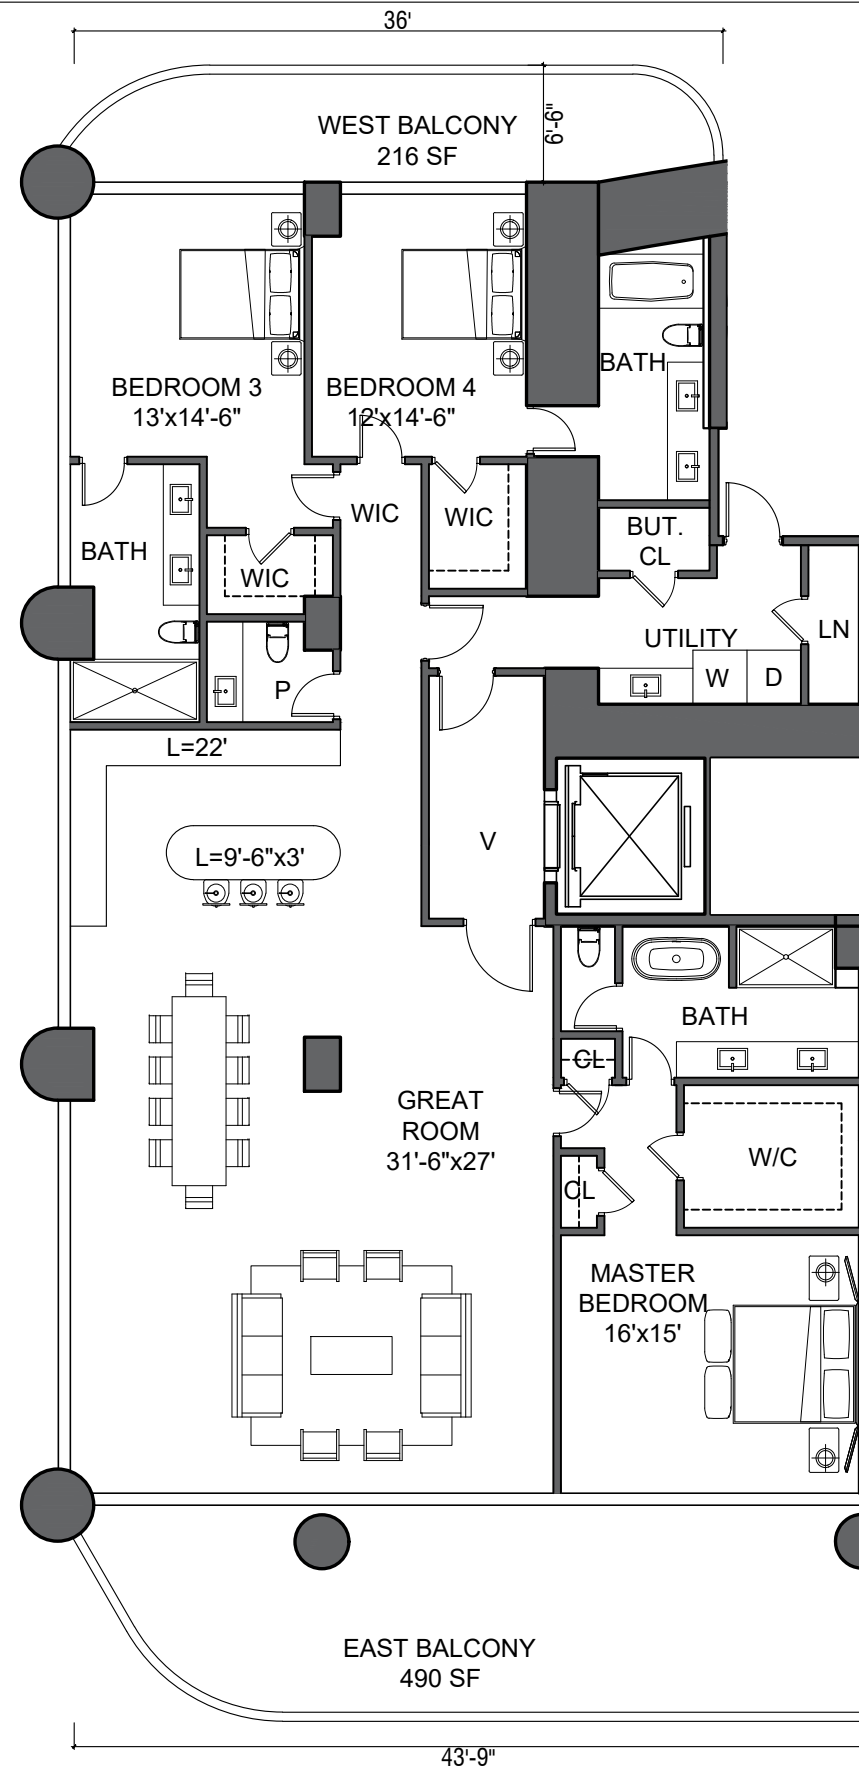 36'
WEST BALCONY
216 SF
6'-6"
BEDROOM 3
13'x14'-6"
BEDROOM 4
12'x14'-6"
BATH
WIC
WIC
BUT.
CL
BATH
WIC
UTILITY
LN
W
D
P
L=22'
L=9'-6"x3'
V
BATH
CL
GREAT
ROOM
31'-6"x27'
W/C
CL
MASTER
BEDROOM
16'x15'
EAST BALCONY
490 SF
43'-9"